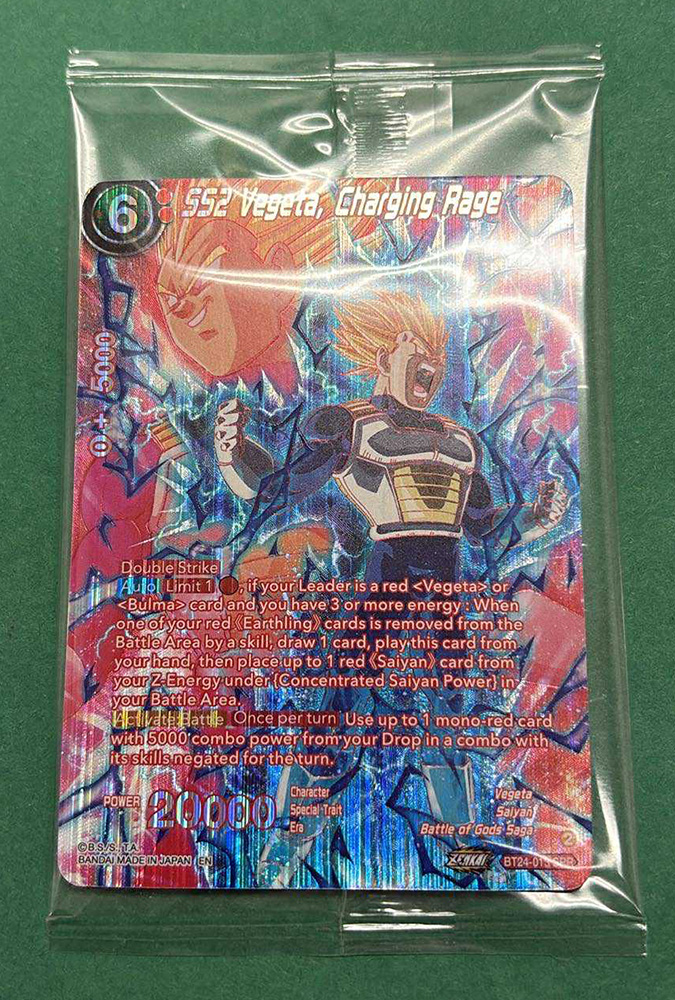 6
SS2 Vegeta, Charging Rage
0+ 5000
Double Strike
Auto Limit 1 , if your Leader is a red <Vegeta> or
<Bulma> card and you have 3 or more energy : When
one of your red 《Earthling》 cards is removed from the
Battle Area by a skill, draw 1 card, play this card from
your hand, then place up to 1 red 《Saiyan》 card from
your Z-Energy under {Concentrated Saiyan Power} in
your Battle Area.
Activate:Battle Once per turn Use up to 1 mono-red card
with 5000 combo power from your Drop in a combo with
its skills negated for the turn.
POWER 20000
Character Vegeta
Special Trait Saiyan
Era Battle of Gods Saga
©B.S./S., T.A.
BANDAI MADE IN JAPAN EN
ZENKAI
SPR